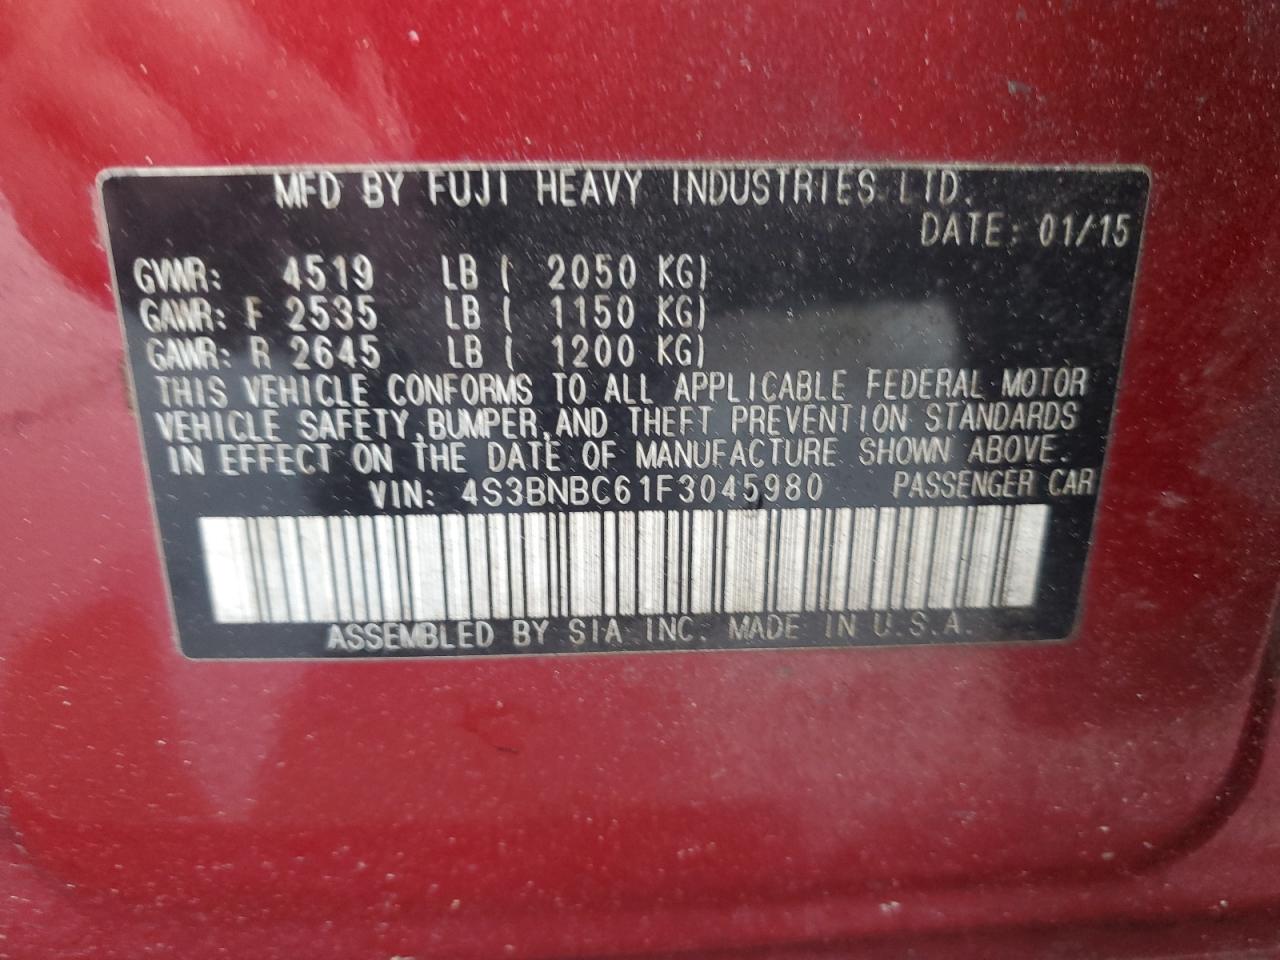 MFD BY FUJI HEAVY INDUSTRIES LTD.
DATE: 01/15
GVWR: 4519 LB ( 2050 KG)
GAWR: F 2535 LB ( 1150 KG)
GAWR: R 2645 LB ( 1200 KG)
THIS VEHICLE CONFORMS TO ALL APPLICABLE FEDERAL MOTOR
VEHICLE SAFETY,BUMPER,AND THEFT PREVENTION STANDARDS
IN EFFECT ON THE DATE OF MANUFACTURE SHOWN ABOVE.
VIN: 4S3BNBC61F3045980 PASSENGER CAR
ASSEMBLED BY SIA INC. MADE IN U.S.A.